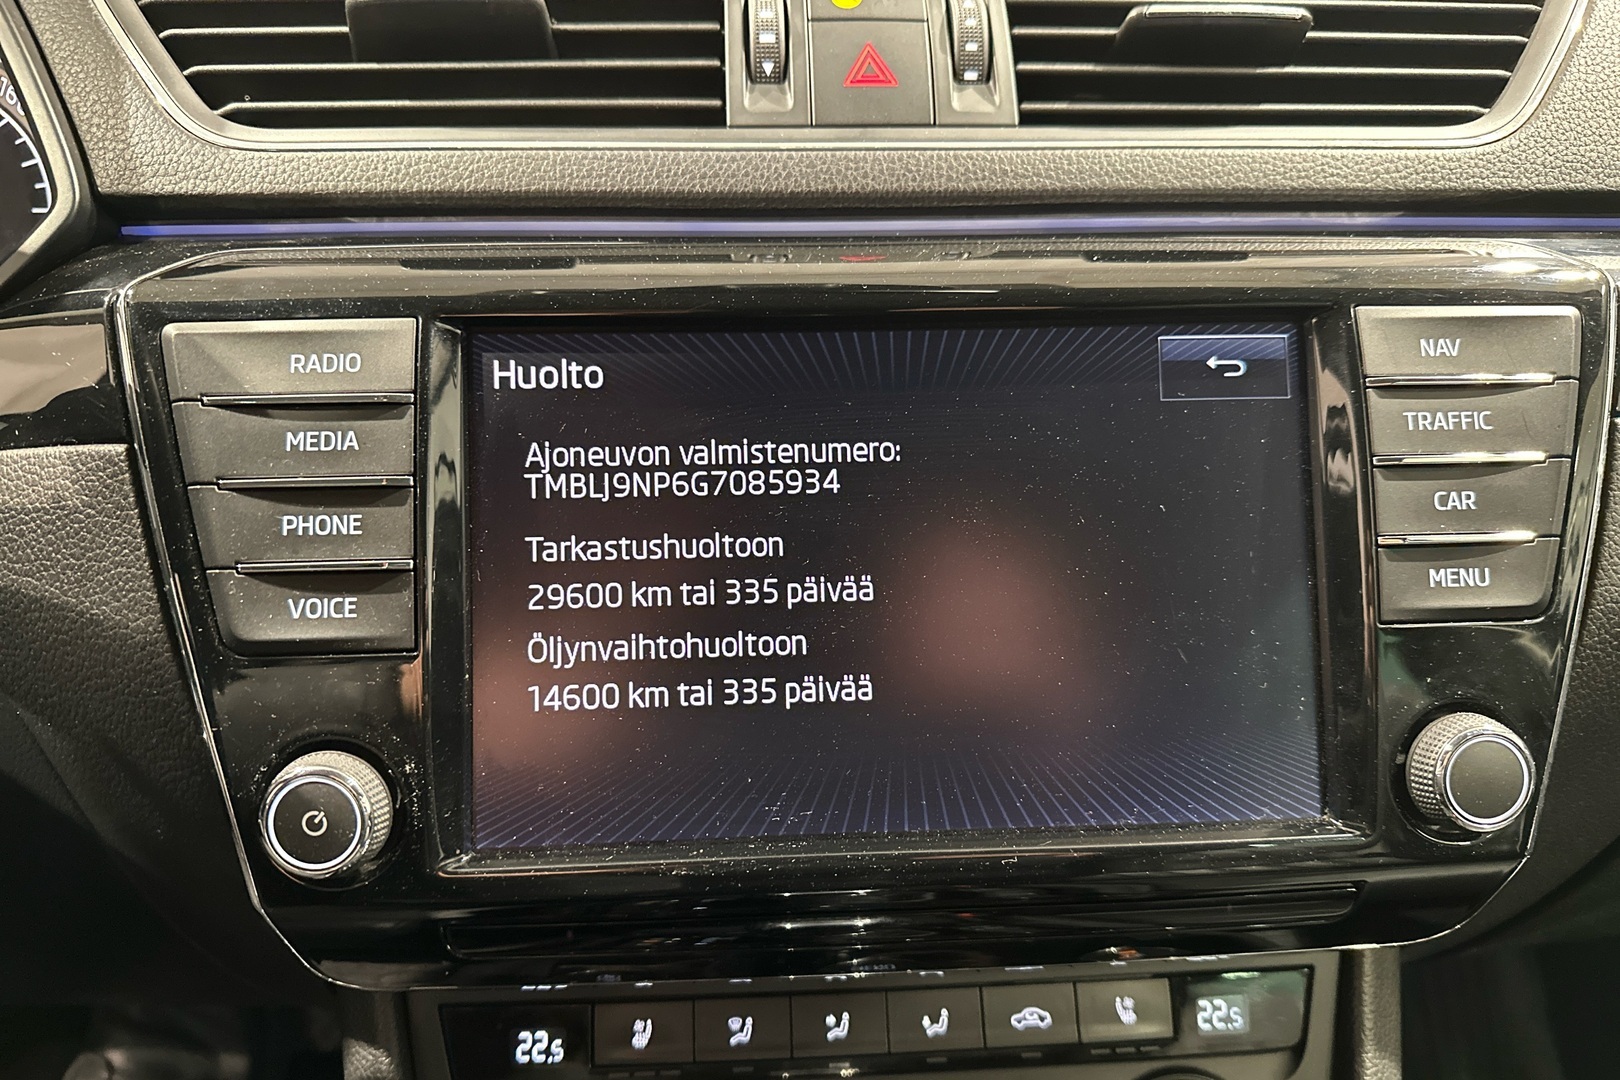 160
RADIO
MEDIA
PHONE
VOICE
Huolto
Ajoneuvon valmistenumero:
TMBLJ9NP6G7085934
Tarkastushuoltoon
29600 km tai 335 päivää
Öljynvaihtohuoltoon
14600 km tai 335 päivää
NAV
TRAFFIC
CAR
MENU
22.5
22.5